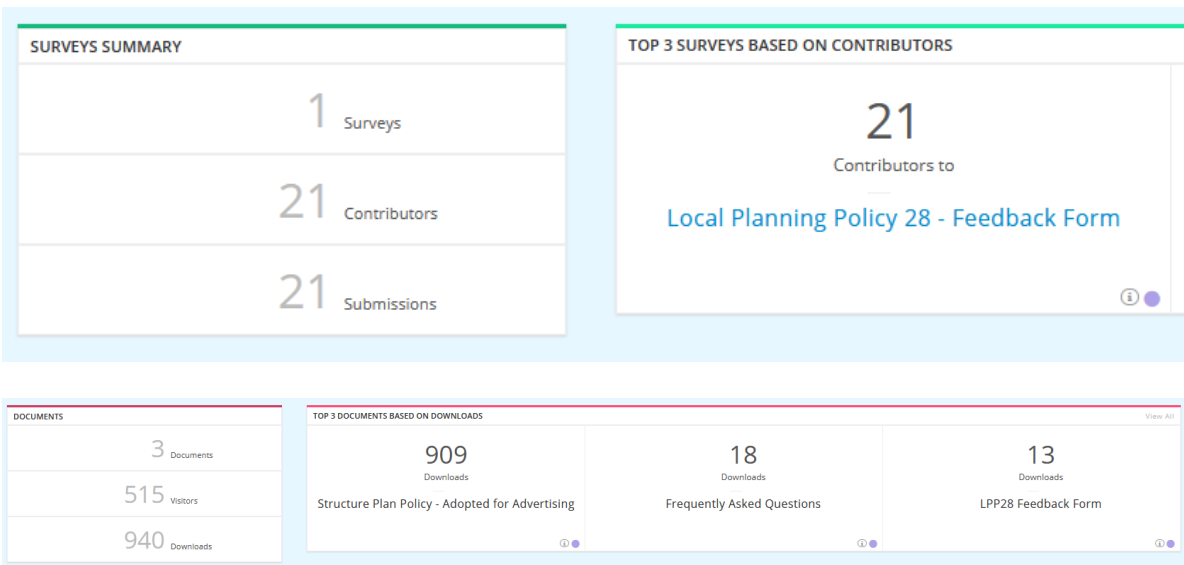 SURVEYS SUMMARY
1 Surveys
21 Contributors
21 Submissions
TOP 3 SURVEYS BASED ON CONTRIBUTORS
21
Contributors to
Local Planning Policy 28 - Feedback Form
DOCUMENTS
3 Documents
515 Visitors
940 Downloads
TOP 3 DOCUMENTS BASED ON DOWNLOADS
View All
909
Downloads
Structure Plan Policy - Adopted for Advertising
18
Downloads
Frequently Asked Questions
13
Downloads
LPP28 Feedback Form